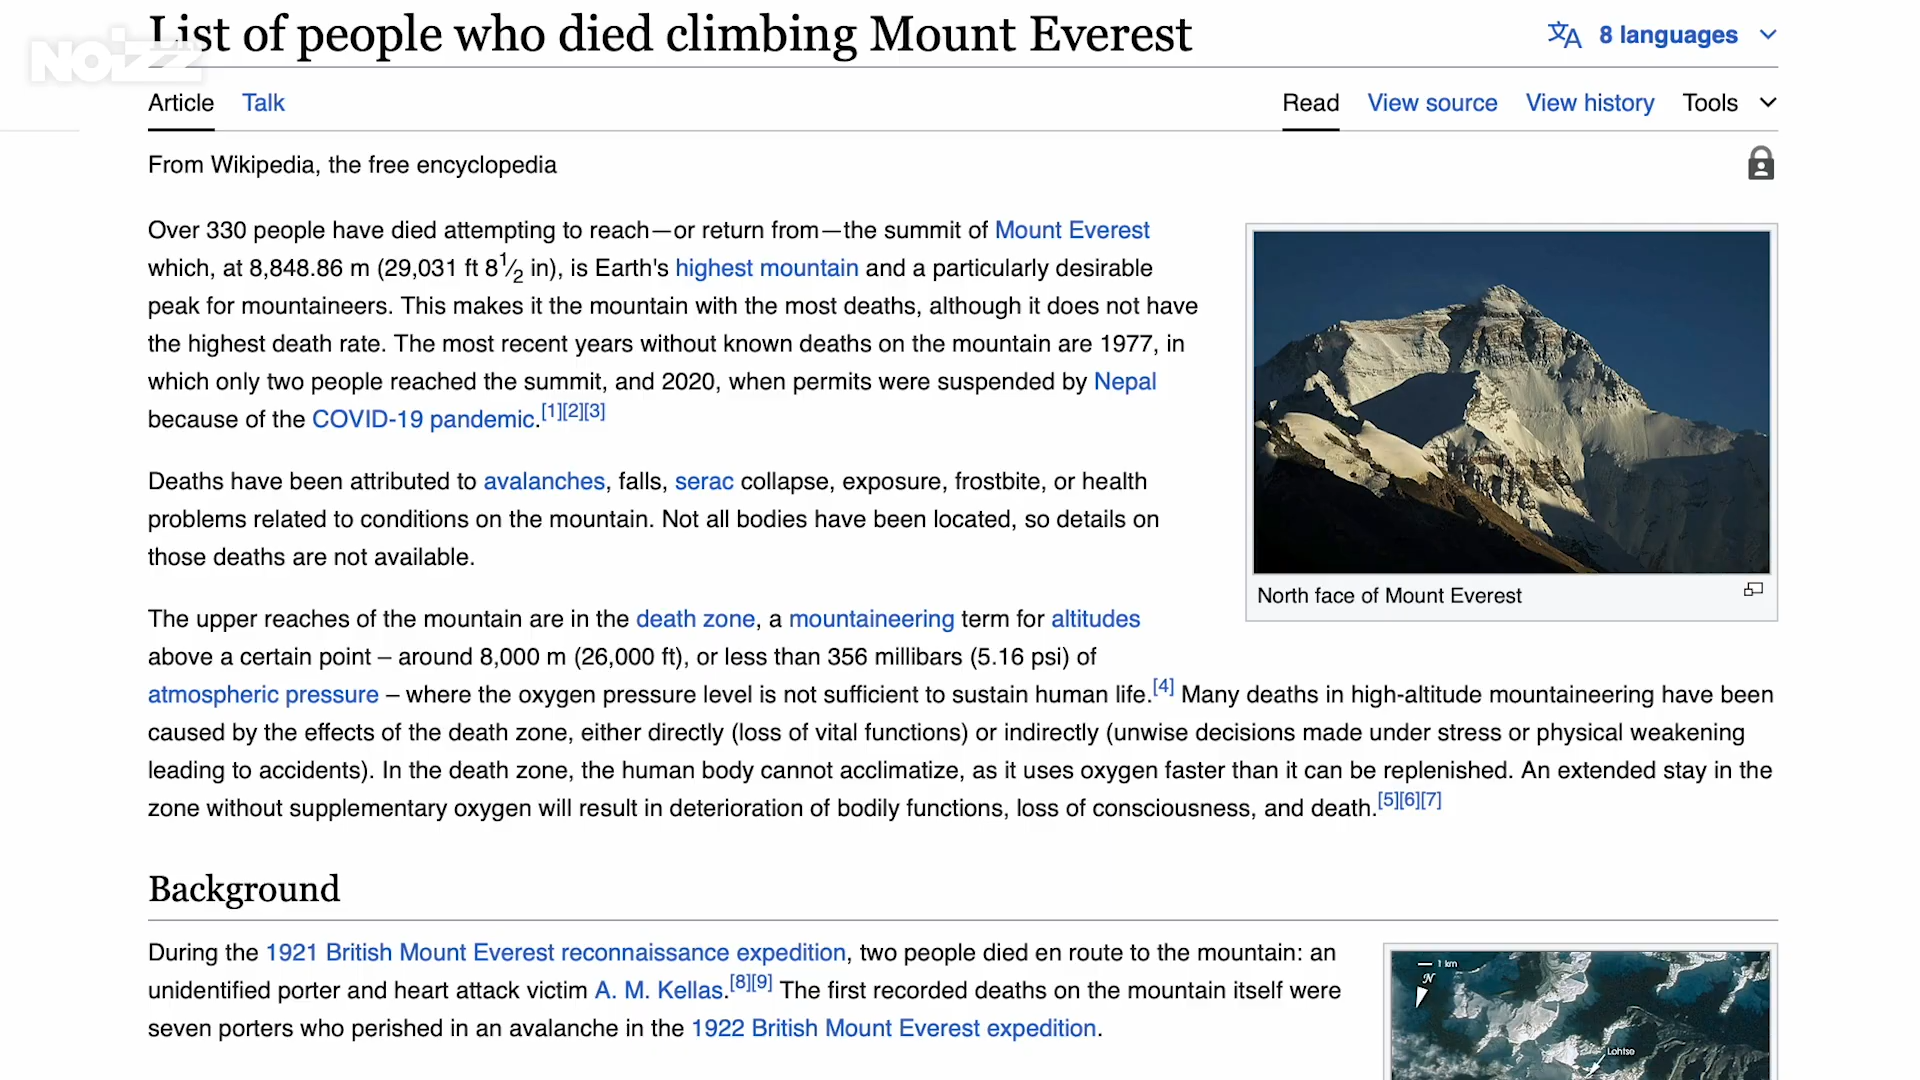 NOiZZ
List of people who died climbing Mount Everest
8 languages
Article Talk
Read View source View history Tools
From Wikipedia, the free encyclopedia
Over 330 people have died attempting to reach—or return from—the summit of Mount Everest
which, at 8,848.86 m (29,031 ft 8 1⁄2 in), is Earth's highest mountain and a particularly desirable
peak for mountaineers. This makes it the mountain with the most deaths, although it does not have
the highest death rate. The most recent years without known deaths on the mountain are 1977, in
which only two people reached the summit, and 2020, when permits were suspended by Nepal
because of the COVID-19 pandemic.[1][2][3]
Deaths have been attributed to avalanches, falls, serac collapse, exposure, frostbite, or health
problems related to conditions on the mountain. Not all bodies have been located, so details on
those deaths are not available.
North face of Mount Everest
The upper reaches of the mountain are in the death zone, a mountaineering term for altitudes
above a certain point – around 8,000 m (26,000 ft), or less than 356 millibars (5.16 psi) of
atmospheric pressure – where the oxygen pressure level is not sufficient to sustain human life.[4] Many deaths in high-altitude mountaineering have been
caused by the effects of the death zone, either directly (loss of vital functions) or indirectly (unwise decisions made under stress or physical weakening
leading to accidents). In the death zone, the human body cannot acclimatize, as it uses oxygen faster than it can be replenished. An extended stay in the
zone without supplementary oxygen will result in deterioration of bodily functions, loss of consciousness, and death.[5][6][7]
Background
During the 1921 British Mount Everest reconnaissance expedition, two people died en route to the mountain: an
unidentified porter and heart attack victim A. M. Kellas.[8][9] The first recorded deaths on the mountain itself were
seven porters who perished in an avalanche in the 1922 British Mount Everest expedition.
1 km
N
Lohtse